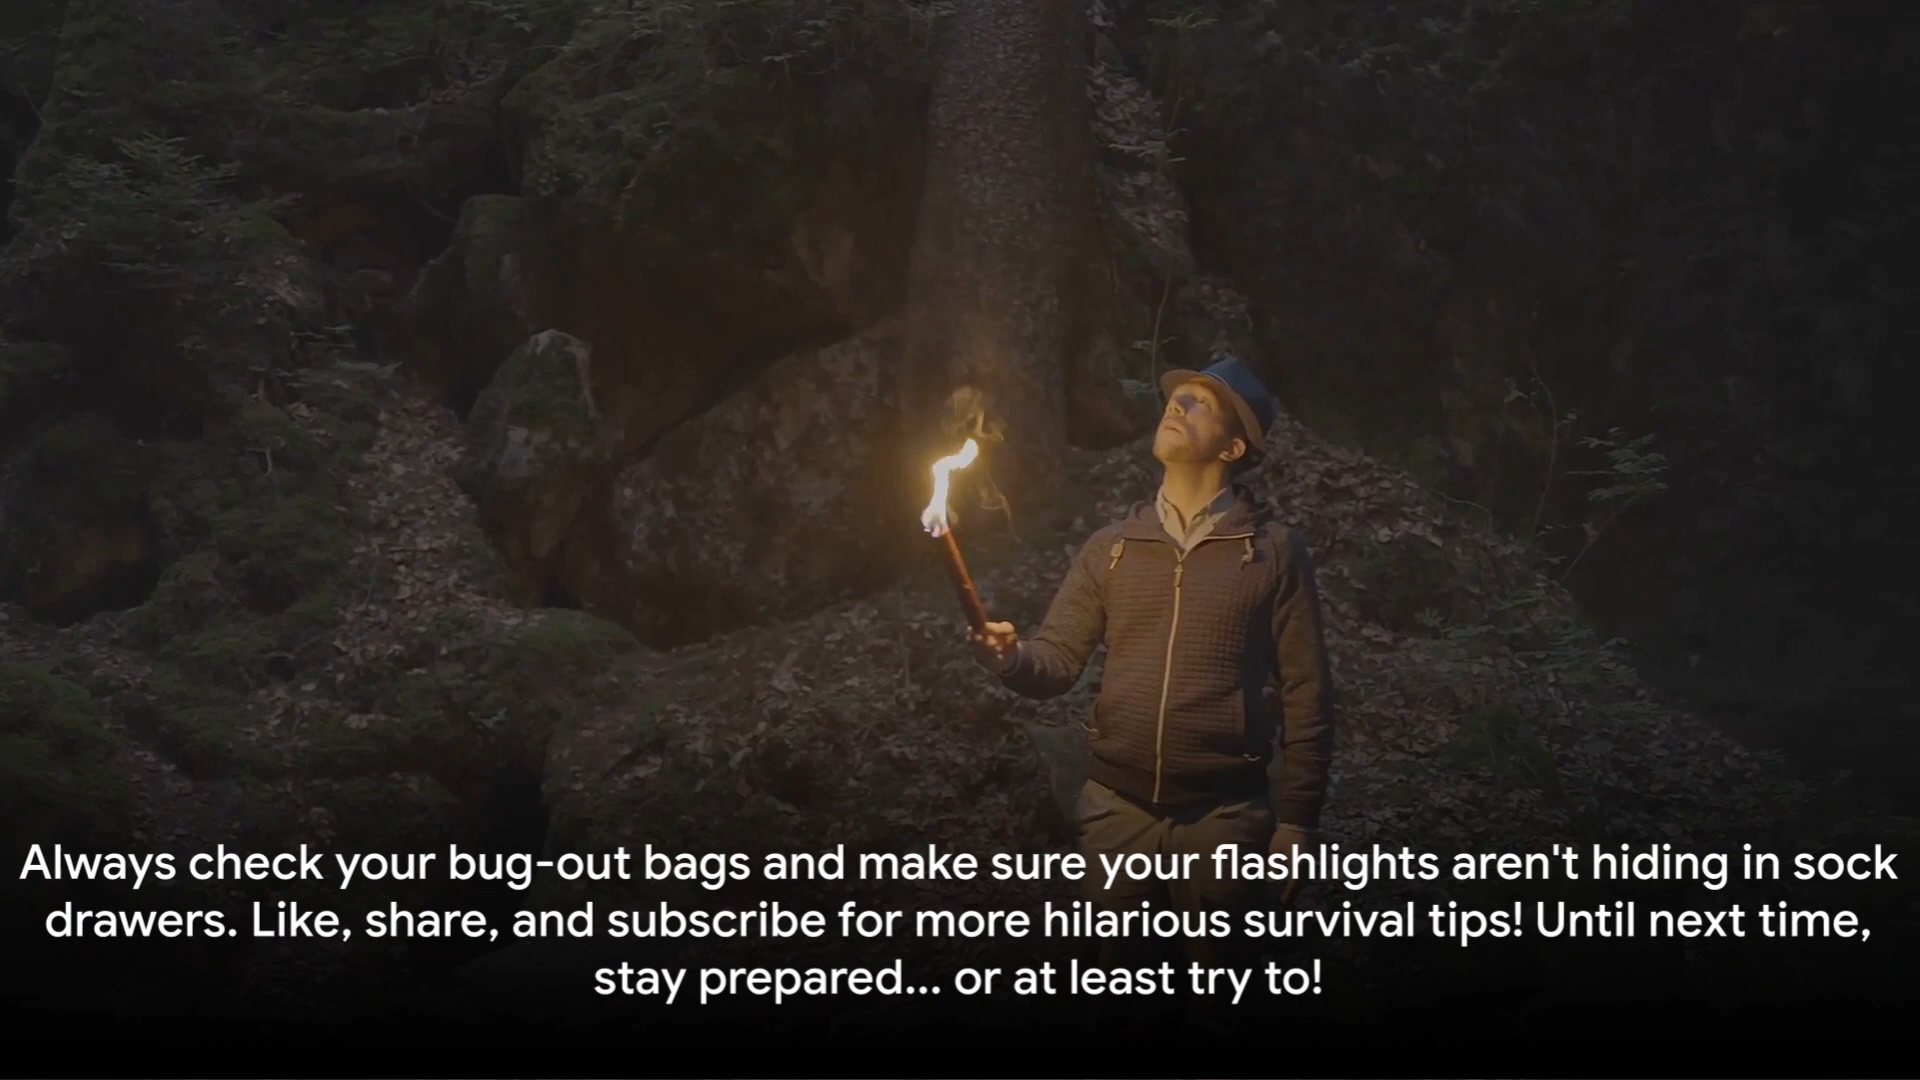 Always check your bug-out bags and make sure your flashlights aren't hiding in sock
drawers. Like, share, and subscribe for more hilarious survival tips! Until next time,
stay prepared... or at least try to!